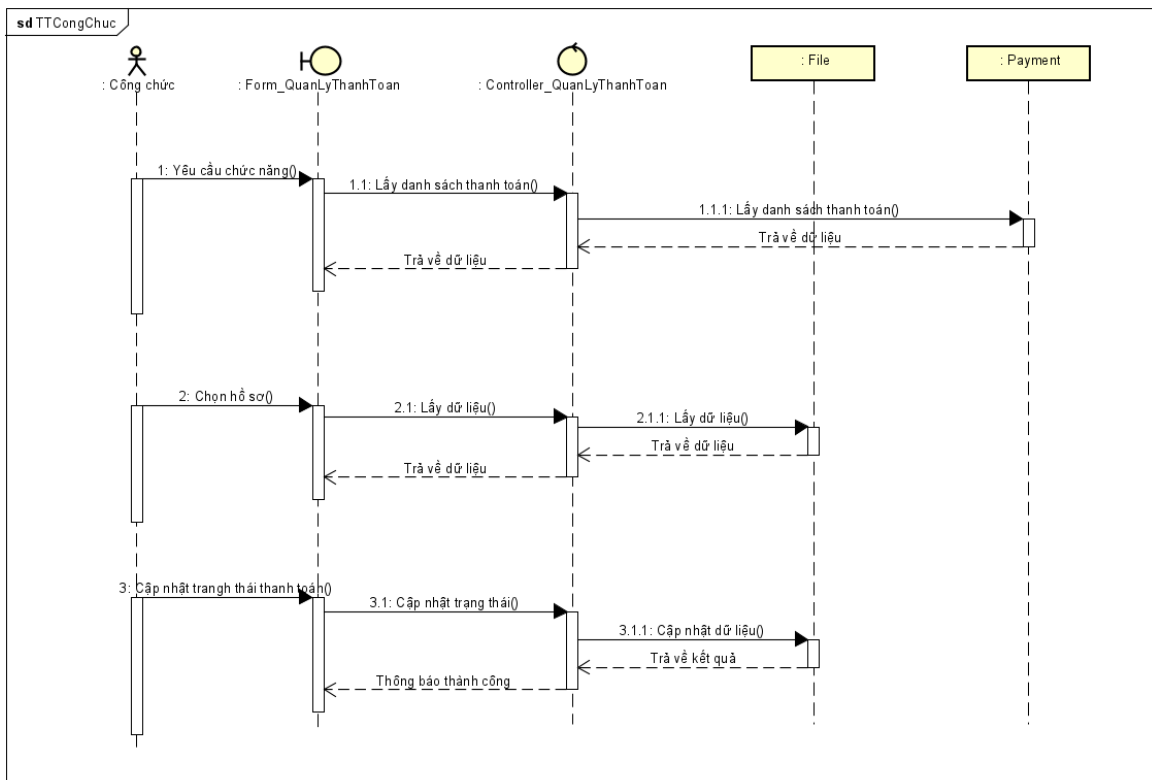 sd TTCongChuc
: Công chức
: Form_QuanLyThanhToan
: Controller_QuanLyThanhToan
: File
: Payment
1: Yêu cầu chức năng()
1.1: Lấy danh sách thanh toán()
1.1.1: Lấy danh sách thanh toán()
Trả về dữ liệu
Trả về dữ liệu
2: Chọn hồ sơ()
2.1: Lấy dữ liệu()
2.1.1: Lấy dữ liệu()
Trả về dữ liệu
Trả về dữ liệu
3: Cập nhật trangh thái thanh toán()
3.1: Cập nhật trạng thái()
3.1.1: Cập nhật dữ liệu()
Trả về kết quả
Thông báo thành công